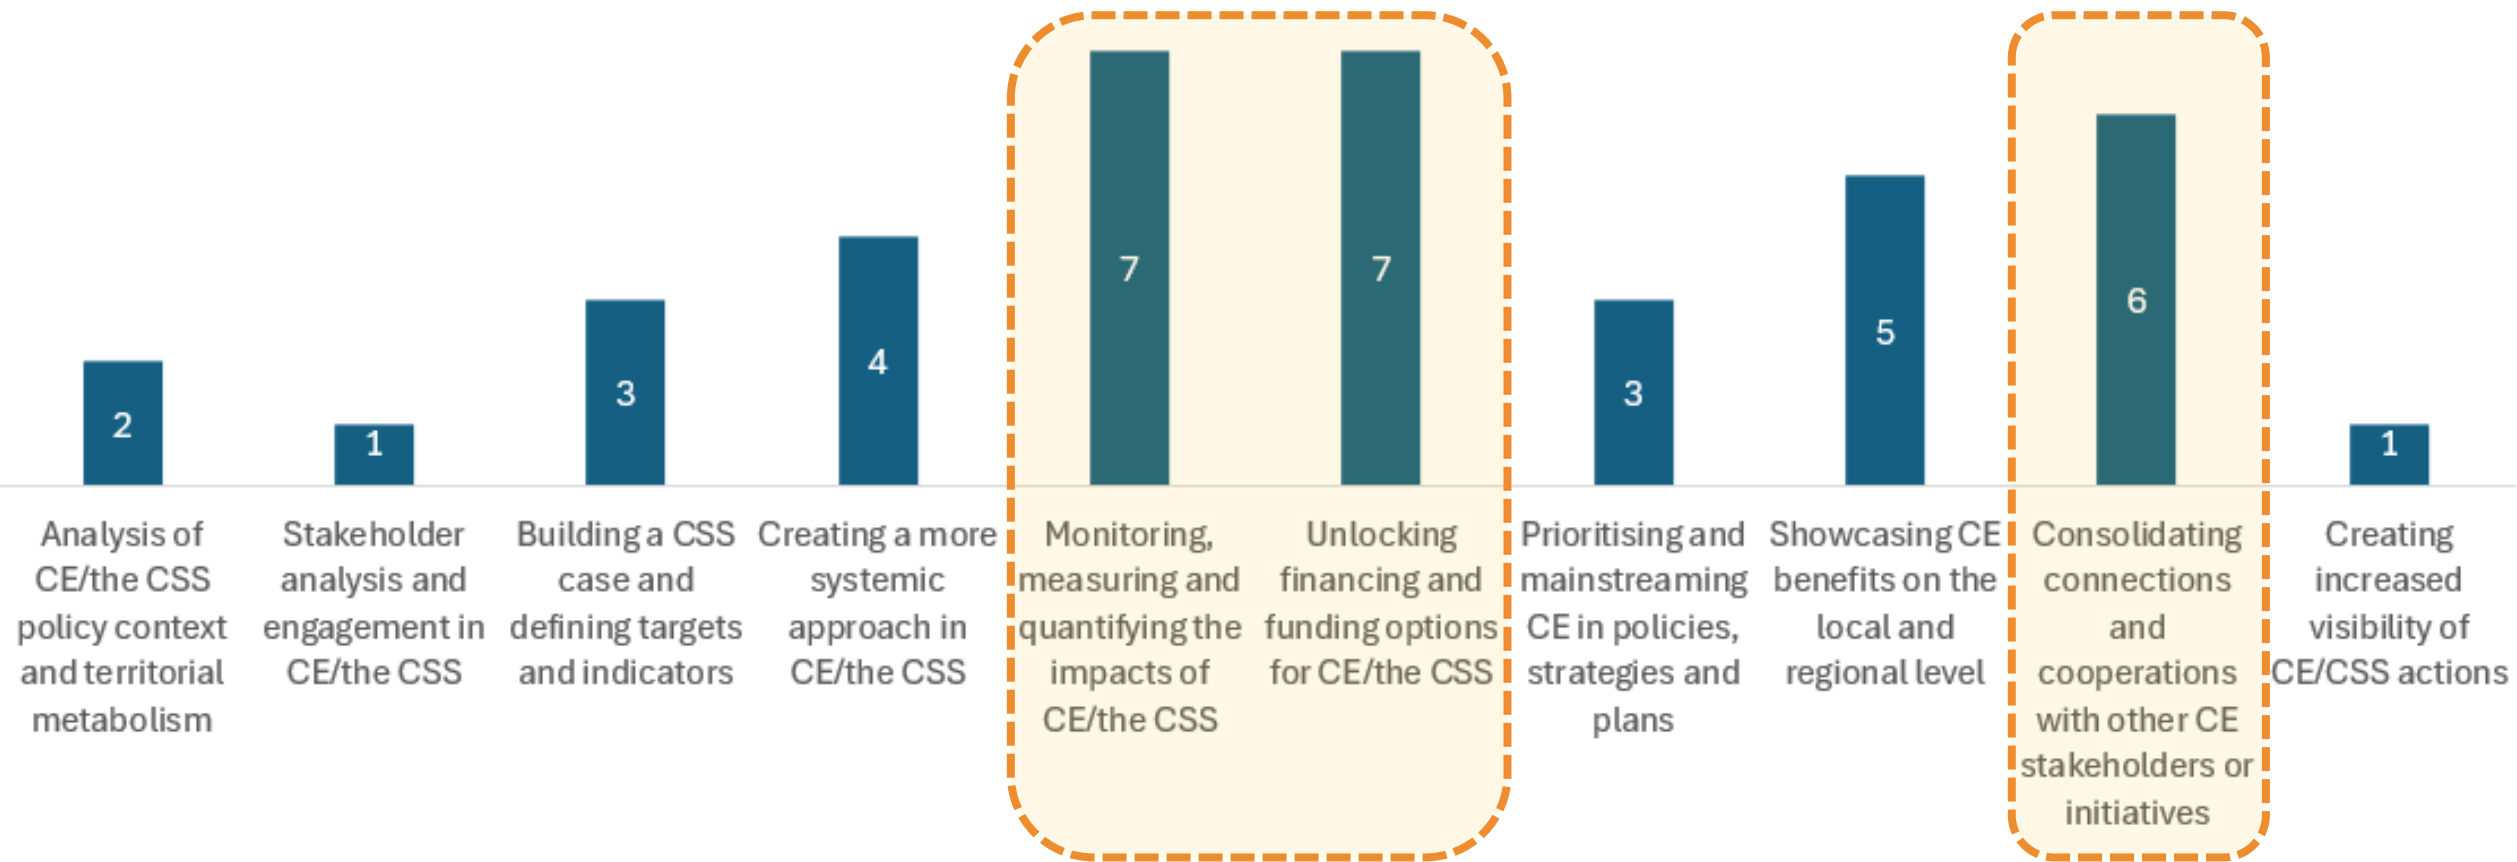 7
7
6
5
4
3
3
2
1
1
Analysis of
CE/the CSS
policy context
and territorial
metabolism
Stakeholder
analysis and
engagement in
CE/the CSS
Building a CSS
case and
defining targets
and indicators
Creating a more
systemic
approach in
CE/the CSS
Monitoring,
measuring and
quantifying the
impacts of
CE/the CSS
Unlocking
financing and
funding options
for CE/the CSS
Prioritising and
mainstreaming
CE in policies,
strategies and
plans
Showcasing CE
benefits on the
local and
regional level
Consolidating
connections
and
cooperations
with other CE
stakeholders or
initiatives
Creating
increased
visibility of
CE/CSS actions